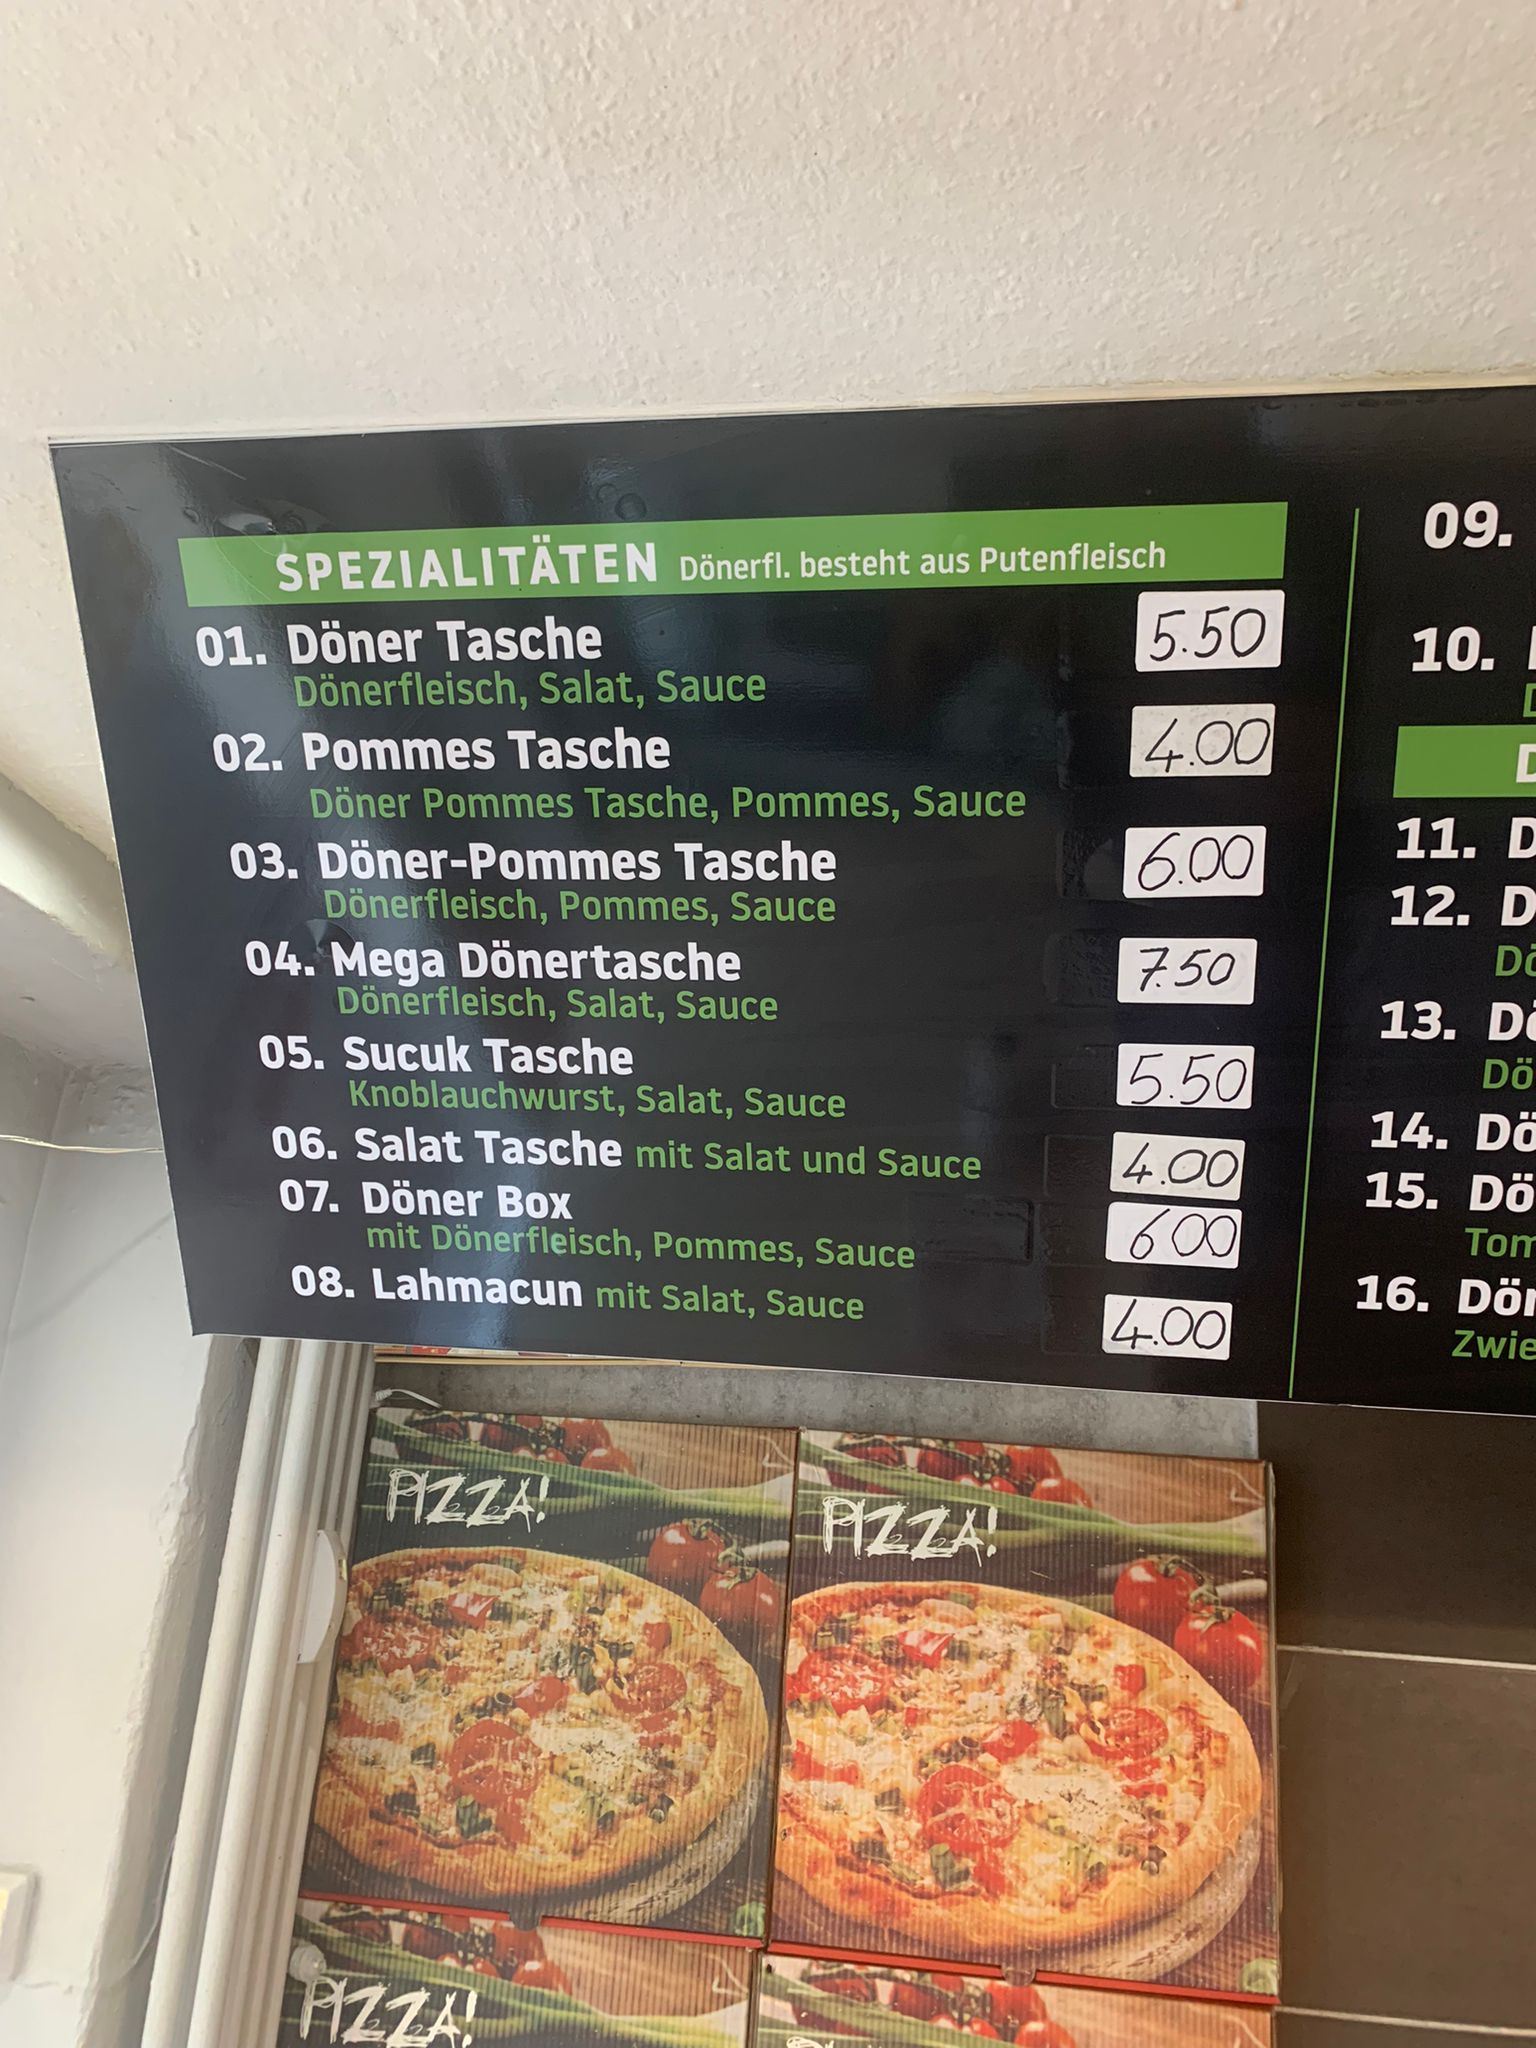 SPEZIALITÄTEN Dönerfl. besteht aus Putenfleisch
01. Döner Tasche 5.50
Dönerfleisch, Salat, Sauce
02. Pommes Tasche 4.00
Döner Pommes Tasche, Pommes, Sauce
03. Döner-Pommes Tasche 6.00
Dönerfleisch, Pommes, Sauce
04. Mega Dönertasche 7.50
Dönerfleisch, Salat, Sauce
05. Sucuk Tasche 5.50
Knoblauchwurst, Salat, Sauce
06. Salat Tasche mit Salat und Sauce 4.00
07. Döner Box 6 00
mit Dönerfleisch, Pommes, Sauce
08. Lahmacun mit Salat, Sauce 4.00
09.
10.
11.
12.
13.
14.
15.
16.
PIZZA!
PIZZA!
PIZZA!